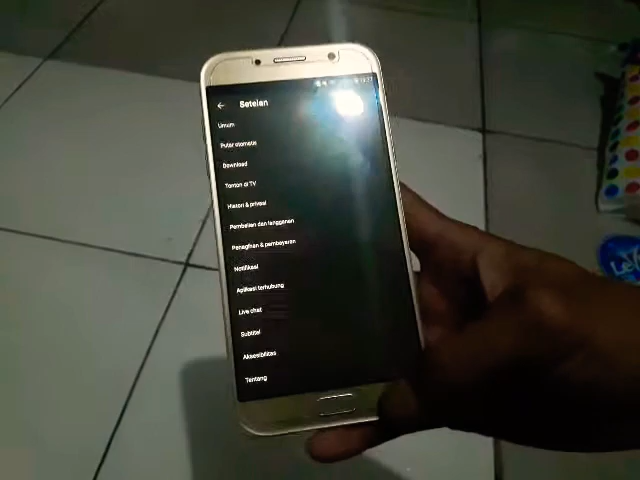 Setelan
Umum
Putar otomatis
Download
Tonton di TV
Histori & privasi
Pembelian dan langganan
Penagihan & pembayaran
Notifikasi
Aplikasi terhubung
Live chat
Subtitel
Aksesibilitas
Tentang
Le